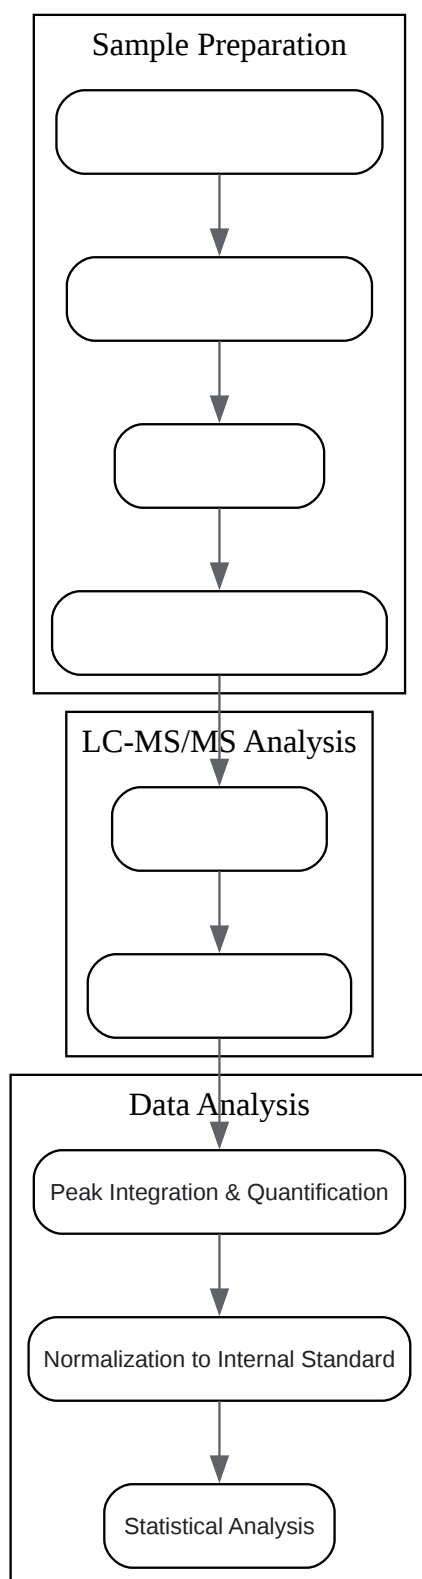 Sample Preparation
LC-MS/MS Analysis
Data Analysis
Peak Integration & Quantification
Normalization to Internal Standard
Statistical Analysis